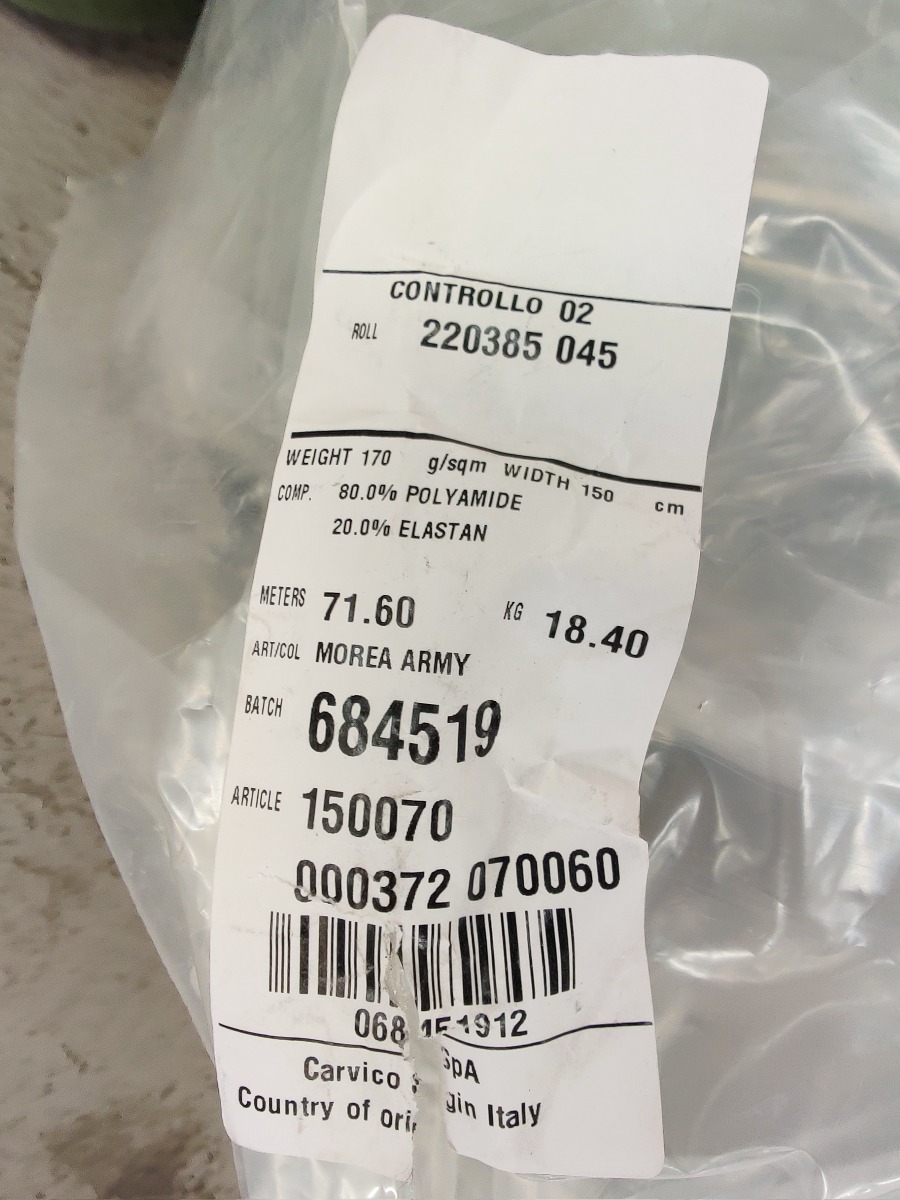 CONTROLLO 02
ROLL 220385 045
WEIGHT 170 g/sqm WIDTH 150 cm
COMP. 80.0% POLYAMIDE
20.0% ELASTAN
METERS 71.60 KG 18.40
ART/COL MOREA ARMY
BATCH 684519
ARTICLE 150070
000372 070060
Carvico SpA
Country of origin Italy